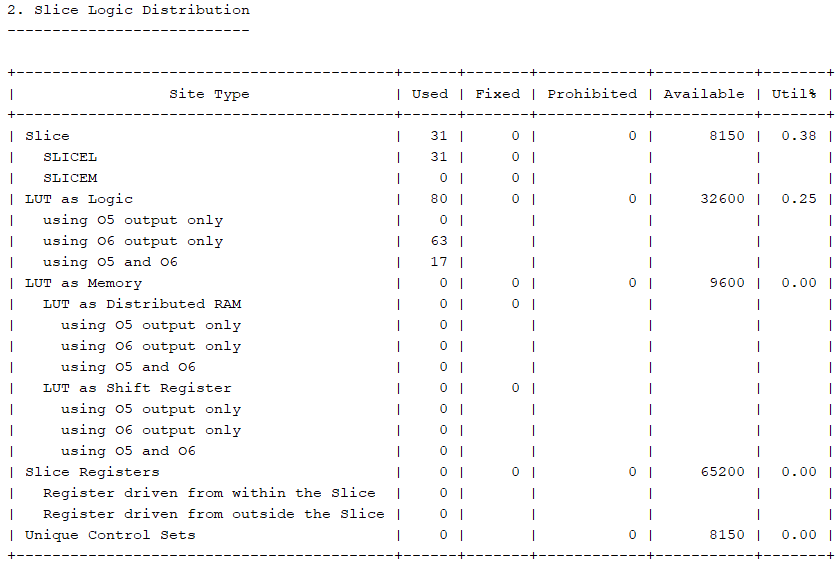 2. Slice Logic Distribution
---------------------------
+------------------------------------------+------+-------+------------+-----------+-------+
|                 Site Type                | Used | Fixed | Prohibited | Available | Util% |
+------------------------------------------+------+-------+------------+-----------+-------+
| Slice                                    |   31 |     0 |          0 |      8150 |  0.38 |
|   SLICEL                                 |   31 |     0 |            |           |       |
|   SLICEM                                 |    0 |     0 |            |           |       |
| LUT as Logic                             |   80 |     0 |          0 |     32600 |  0.25 |
|   using O5 output only                   |    0 |       |            |           |       |
|   using O6 output only                   |   63 |       |            |           |       |
|   using O5 and O6                        |   17 |       |            |           |       |
| LUT as Memory                            |    0 |     0 |          0 |      9600 |  0.00 |
|   LUT as Distributed RAM                 |    0 |     0 |            |           |       |
|     using O5 output only                 |    0 |       |            |           |       |
|     using O6 output only                 |    0 |       |            |           |       |
|     using O5 and O6                      |    0 |       |            |           |       |
|   LUT as Shift Register                  |    0 |     0 |            |           |       |
|     using O5 output only                 |    0 |       |            |           |       |
|     using O6 output only                 |    0 |       |            |           |       |
|     using O5 and O6                      |    0 |       |            |           |       |
| Slice Registers                          |    0 |     0 |          0 |     65200 |  0.00 |
|   Register driven from within the Slice  |    0 |       |            |           |       |
|   Register driven from outside the Slice |    0 |       |            |           |       |
| Unique Control Sets                      |    0 |       |          0 |      8150 |  0.00 |
+------------------------------------------+------+-------+------------+-----------+-------+